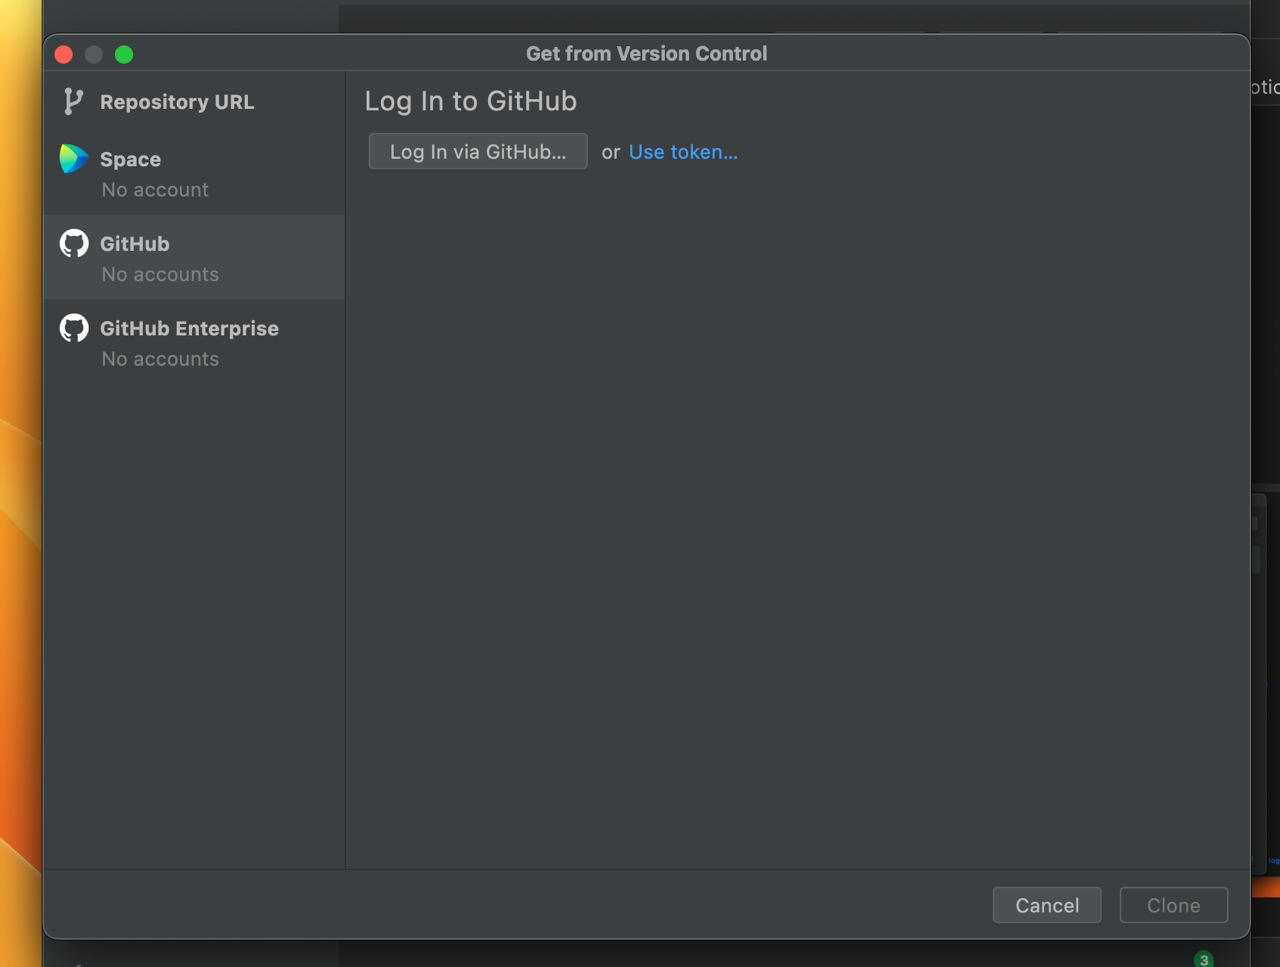 Get from Version Control
Repository URL
Space
No account
GitHub
No accounts
GitHub Enterprise
No accounts
Log In to GitHub
Log In via GitHub... or Use token...
Cancel
Clone
3